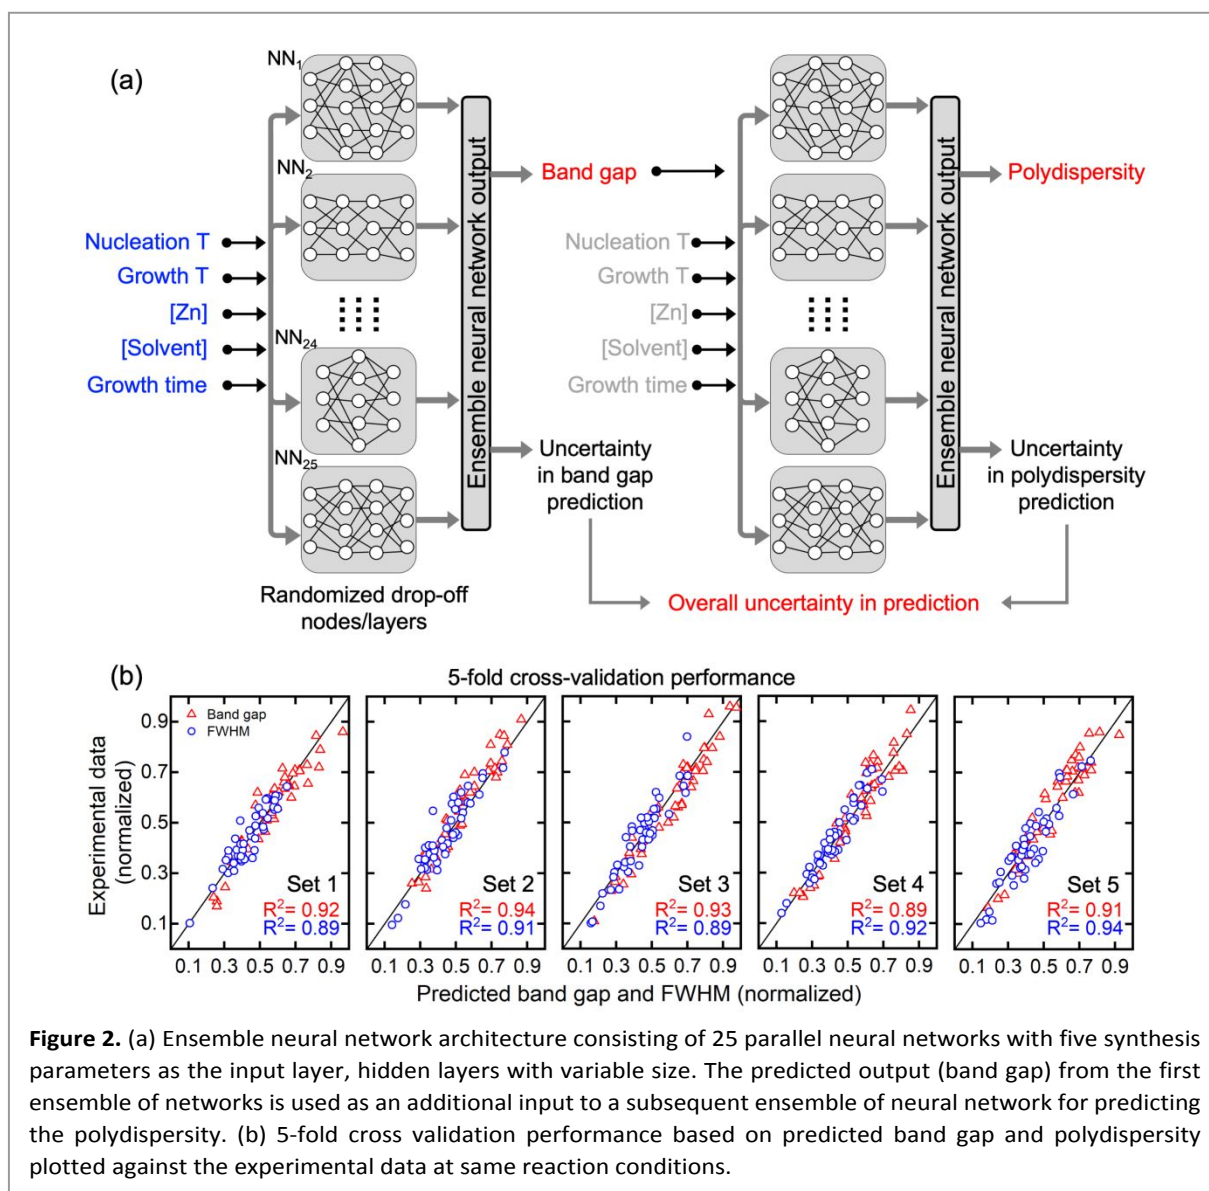 (a)
NN1
NN2
NN24
NN25
Nucleation T
Growth T
[Zn]
[Solvent]
Growth time
Ensemble neural network output
Band gap
Uncertainty
in band gap
prediction
Randomized drop-off
nodes/layers
Nucleation T
Growth T
[Zn]
[Solvent]
Growth time
Ensemble neural network output
Polydispersity
Uncertainty
in polydispersity
prediction
Overall uncertainty in prediction
(b)
5-fold cross-validation performance
Experimental data
(normalized)
0.9
0.7
0.5
0.3
0.1
Band gap
FWHM
Set 1
R²= 0.92
R²= 0.89
Set 2
R²= 0.94
R²= 0.91
Set 3
R²= 0.93
R²= 0.89
Set 4
R²= 0.89
R²= 0.92
Set 5
R²= 0.91
R²= 0.94
0.1 0.3 0.5 0.7 0.9 0.1 0.3 0.5 0.7 0.9 0.1 0.3 0.5 0.7 0.9 0.1 0.3 0.5 0.7 0.9 0.1 0.3 0.5 0.7 0.9
Predicted band gap and FWHM (normalized)
Figure 2. (a) Ensemble neural network architecture consisting of 25 parallel neural networks with five synthesis
parameters as the input layer, hidden layers with variable size. The predicted output (band gap) from the first
ensemble of networks is used as an additional input to a subsequent ensemble of neural network for predicting
the polydispersity. (b) 5-fold cross validation performance based on predicted band gap and polydispersity
plotted against the experimental data at same reaction conditions.